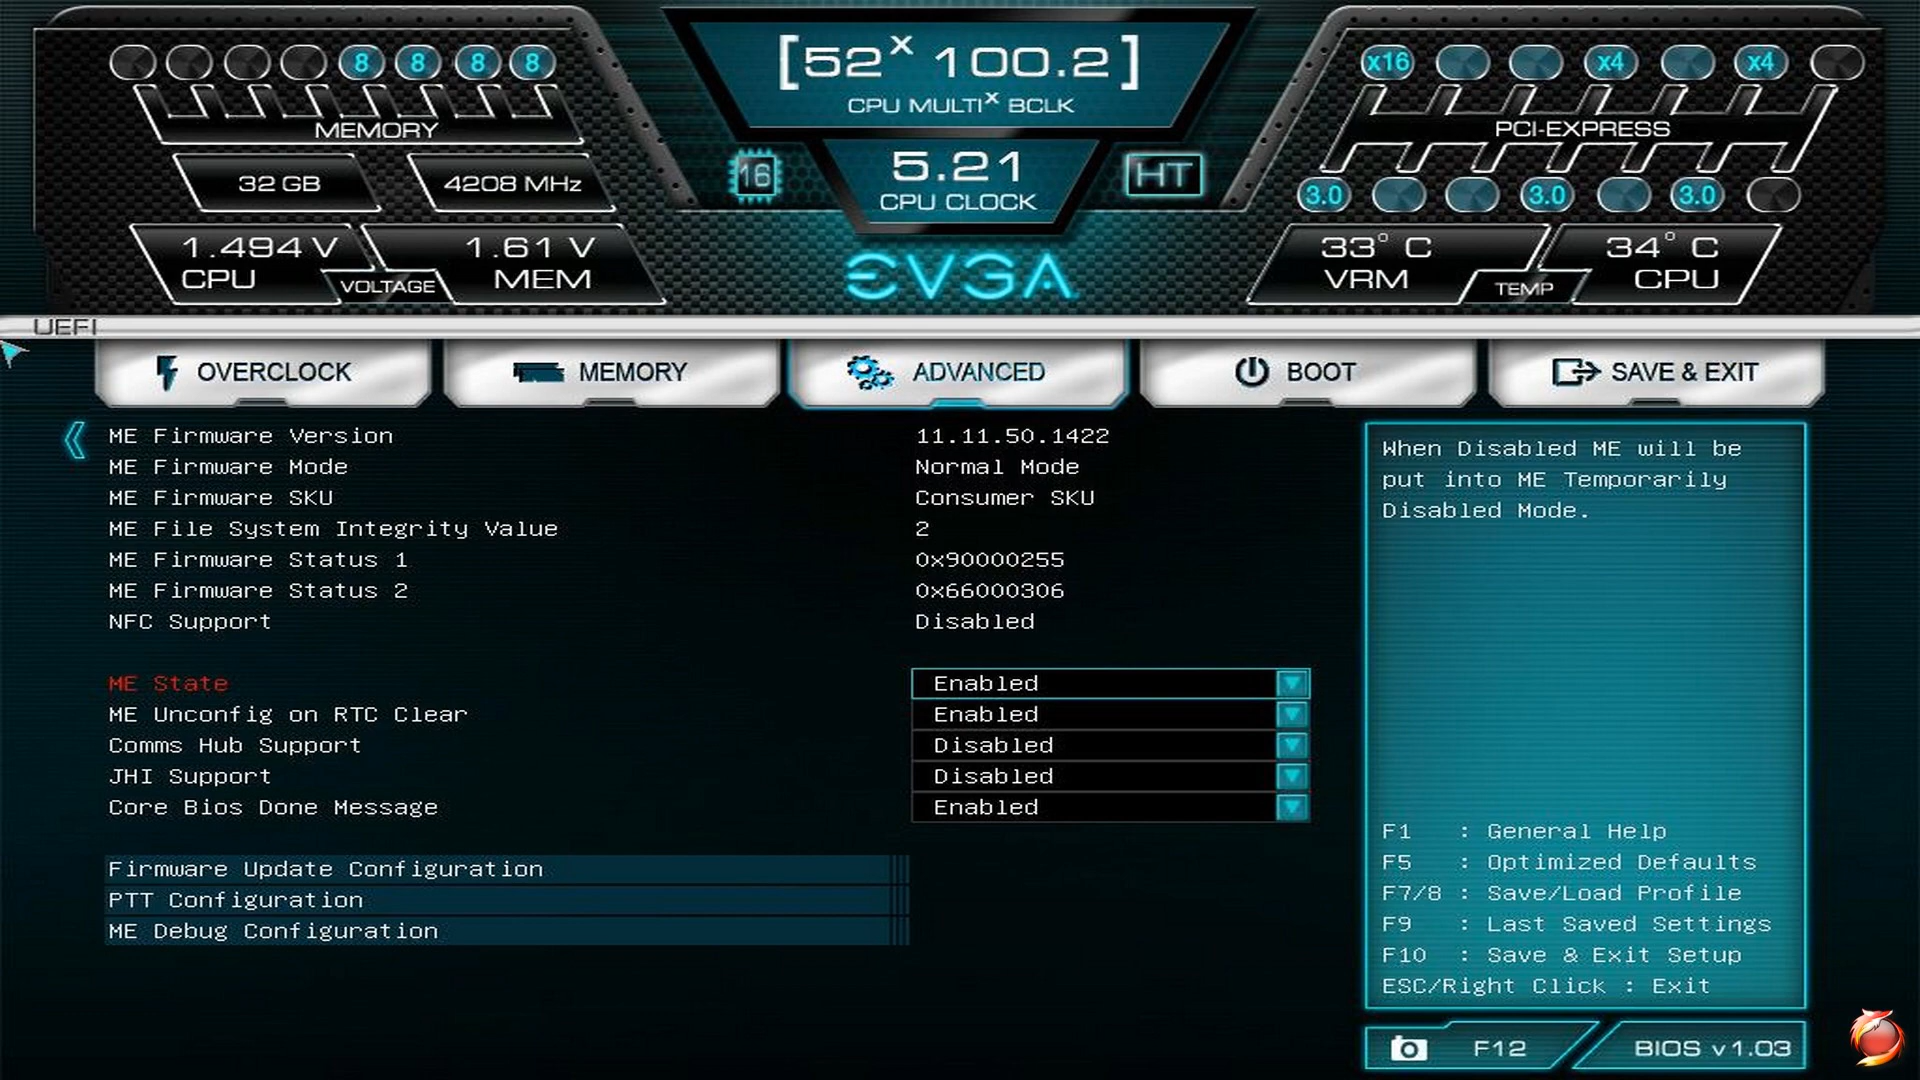 8 8 8 8
MEMORY
32 GB
4208 MHz
1.494 V
CPU
VOLTAGE
1.61 V
MEM
[52x 100.2]
CPU MULTIx BCLK
16
5.21
CPU CLOCK
HT
EVGA
x16 x4 x4
PCI-EXPRESS
3.0 3.0 3.0
33° C
VRM
TEMP
34° C
CPU
UEFI
OVERCLOCK
MEMORY
ADVANCED
BOOT
SAVE & EXIT
ME Firmware Version 11.11.50.1422
ME Firmware Mode Normal Mode
ME Firmware SKU Consumer SKU
ME File System Integrity Value 2
ME Firmware Status 1 0x90000255
ME Firmware Status 2 0x66000306
NFC Support Disabled
ME State Enabled
ME Unconfig on RTC Clear Enabled
Comms Hub Support Disabled
JHI Support Disabled
Core Bios Done Message Enabled
Firmware Update Configuration
PTT Configuration
ME Debug Configuration
When Disabled ME will be
put into ME Temporarily
Disabled Mode.
F1 : General Help
F5 : Optimized Defaults
F7/8 : Save/Load Profile
F9 : Last Saved Settings
F10 : Save & Exit Setup
ESC/Right Click : Exit
F12
BIOS v1.03